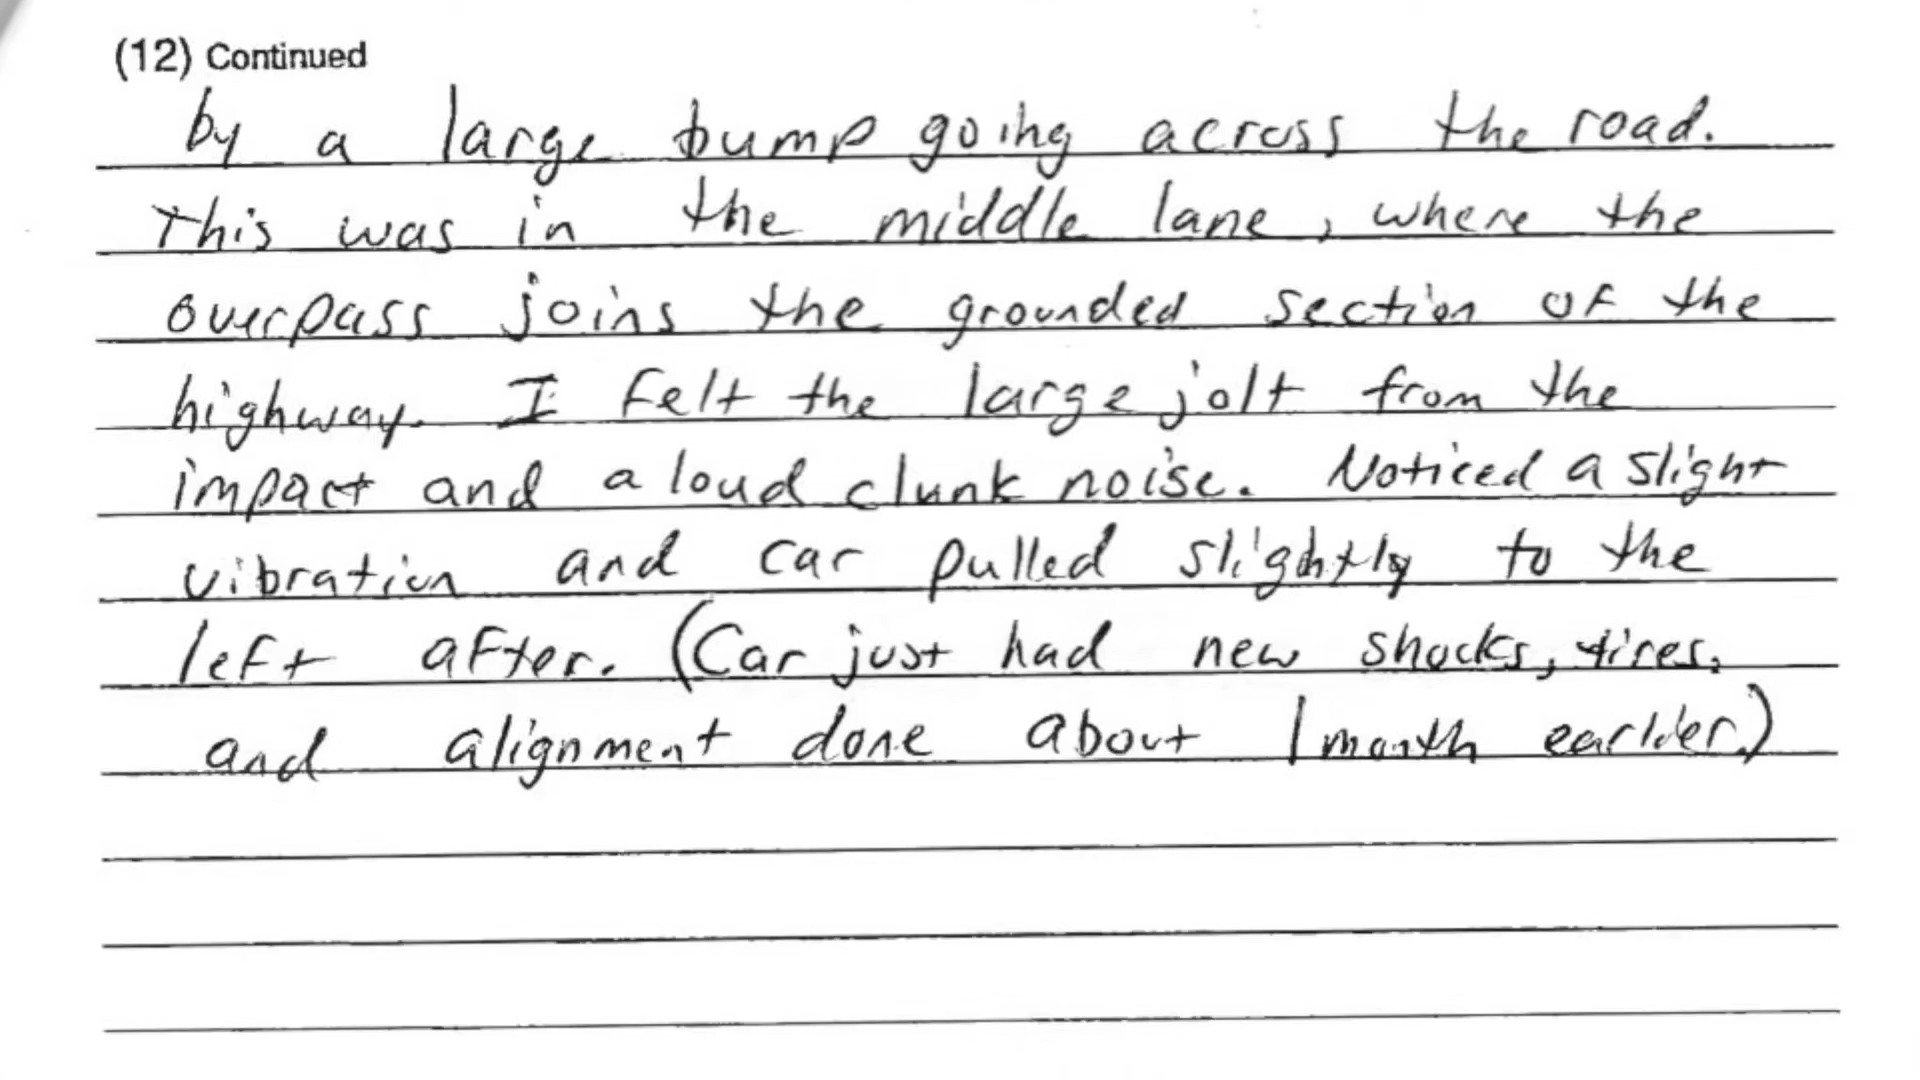 (12) Continued
by a large bump going across the road.
This was in the middle lane, where the
overpass joins the grounded section of the
highway. I felt the large jolt from the
impact and a loud clunk noise. Noticed a slight
vibration and car pulled slightly to the
left after. (Car just had new shocks, tires,
and alignment done about 1 month earlier.)